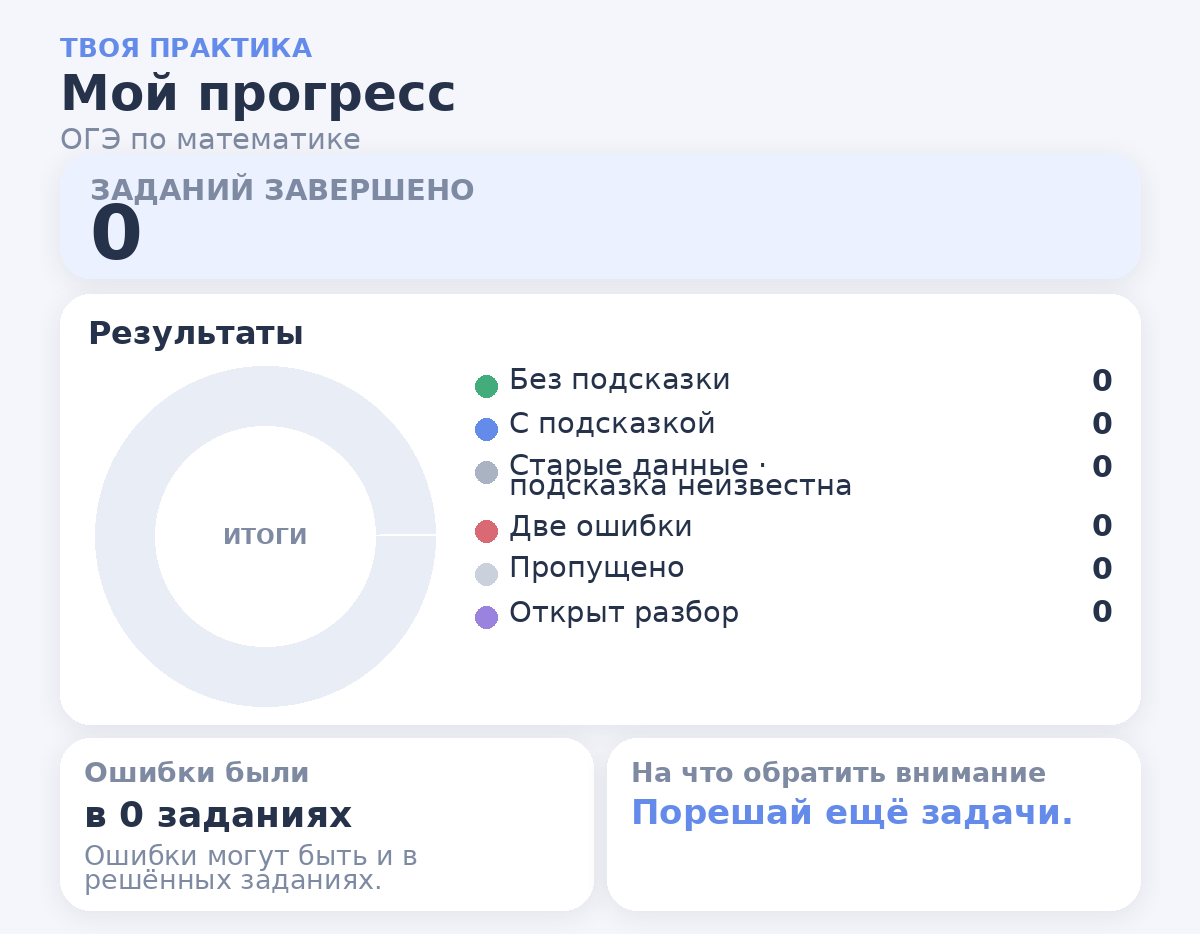 ТВОЯ ПРАКТИКА
Мой прогресс
ОГЭ по математике
ЗАДАНИЙ ЗАВЕРШЕНО
0
Результаты
ИТОГИ
Без подсказки 0
С подсказкой 0
Старые данные · 0
подсказка неизвестна
Две ошибки 0
Пропущено 0
Открыт разбор 0
Ошибки были
в 0 заданиях
Ошибки могут быть и в
решённых заданиях.
На что обратить внимание
Порешай ещё задачи.